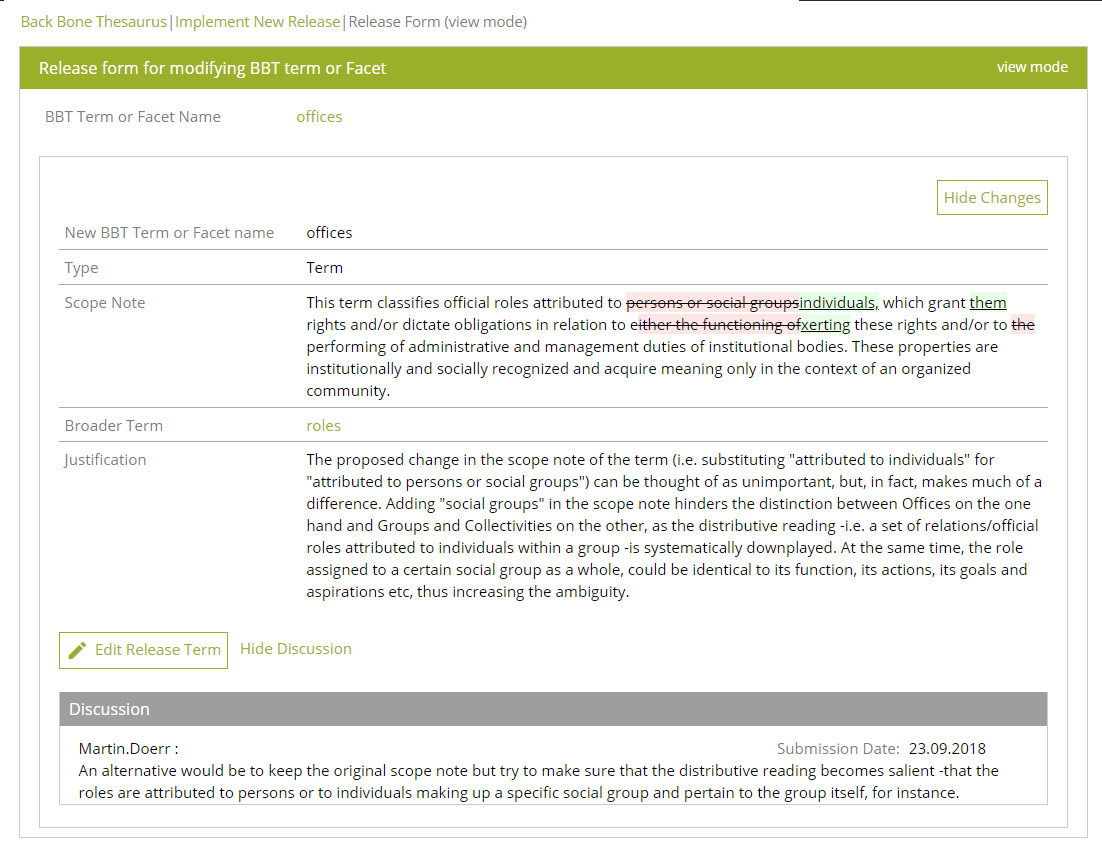 Back Bone Thesaurus|Implement New Release|Release Form (view mode)
Release form for modifying BBT term or Facet view mode
BBT Term or Facet Name offices
Hide Changes
New BBT Term or Facet name offices
Type Term
Scope Note This term classifies official roles attributed to persons or social groupsindividuals, which grant them
rights and/or dictate obligations in relation to either the functioning ofxerting these rights and/or to the
performing of administrative and management duties of institutional bodies. These properties are
institutionally and socially recognized and acquire meaning only in the context of an organized
community.
Broader Term roles
Justification The proposed change in the scope note of the term (i.e. substituting "attributed to individuals" for
"attributed to persons or social groups") can be thought of as unimportant, but, in fact, makes much of a
difference. Adding "social groups" in the scope note hinders the distinction between Offices on the one
hand and Groups and Collectivities on the other, as the distributive reading -i.e. a set of relations/official
roles attributed to individuals within a group -is systematically downplayed. At the same time, the role
assigned to a certain social group as a whole, could be identical to its function, its actions, its goals and
aspirations etc, thus increasing the ambiguity.
Edit Release Term Hide Discussion
Discussion
Martin.Doerr : Submission Date: 23.09.2018
An alternative would be to keep the original scope note but try to make sure that the distributive reading becomes salient -that the
roles are attributed to persons or to individuals making up a specific social group and pertain to the group itself, for instance.